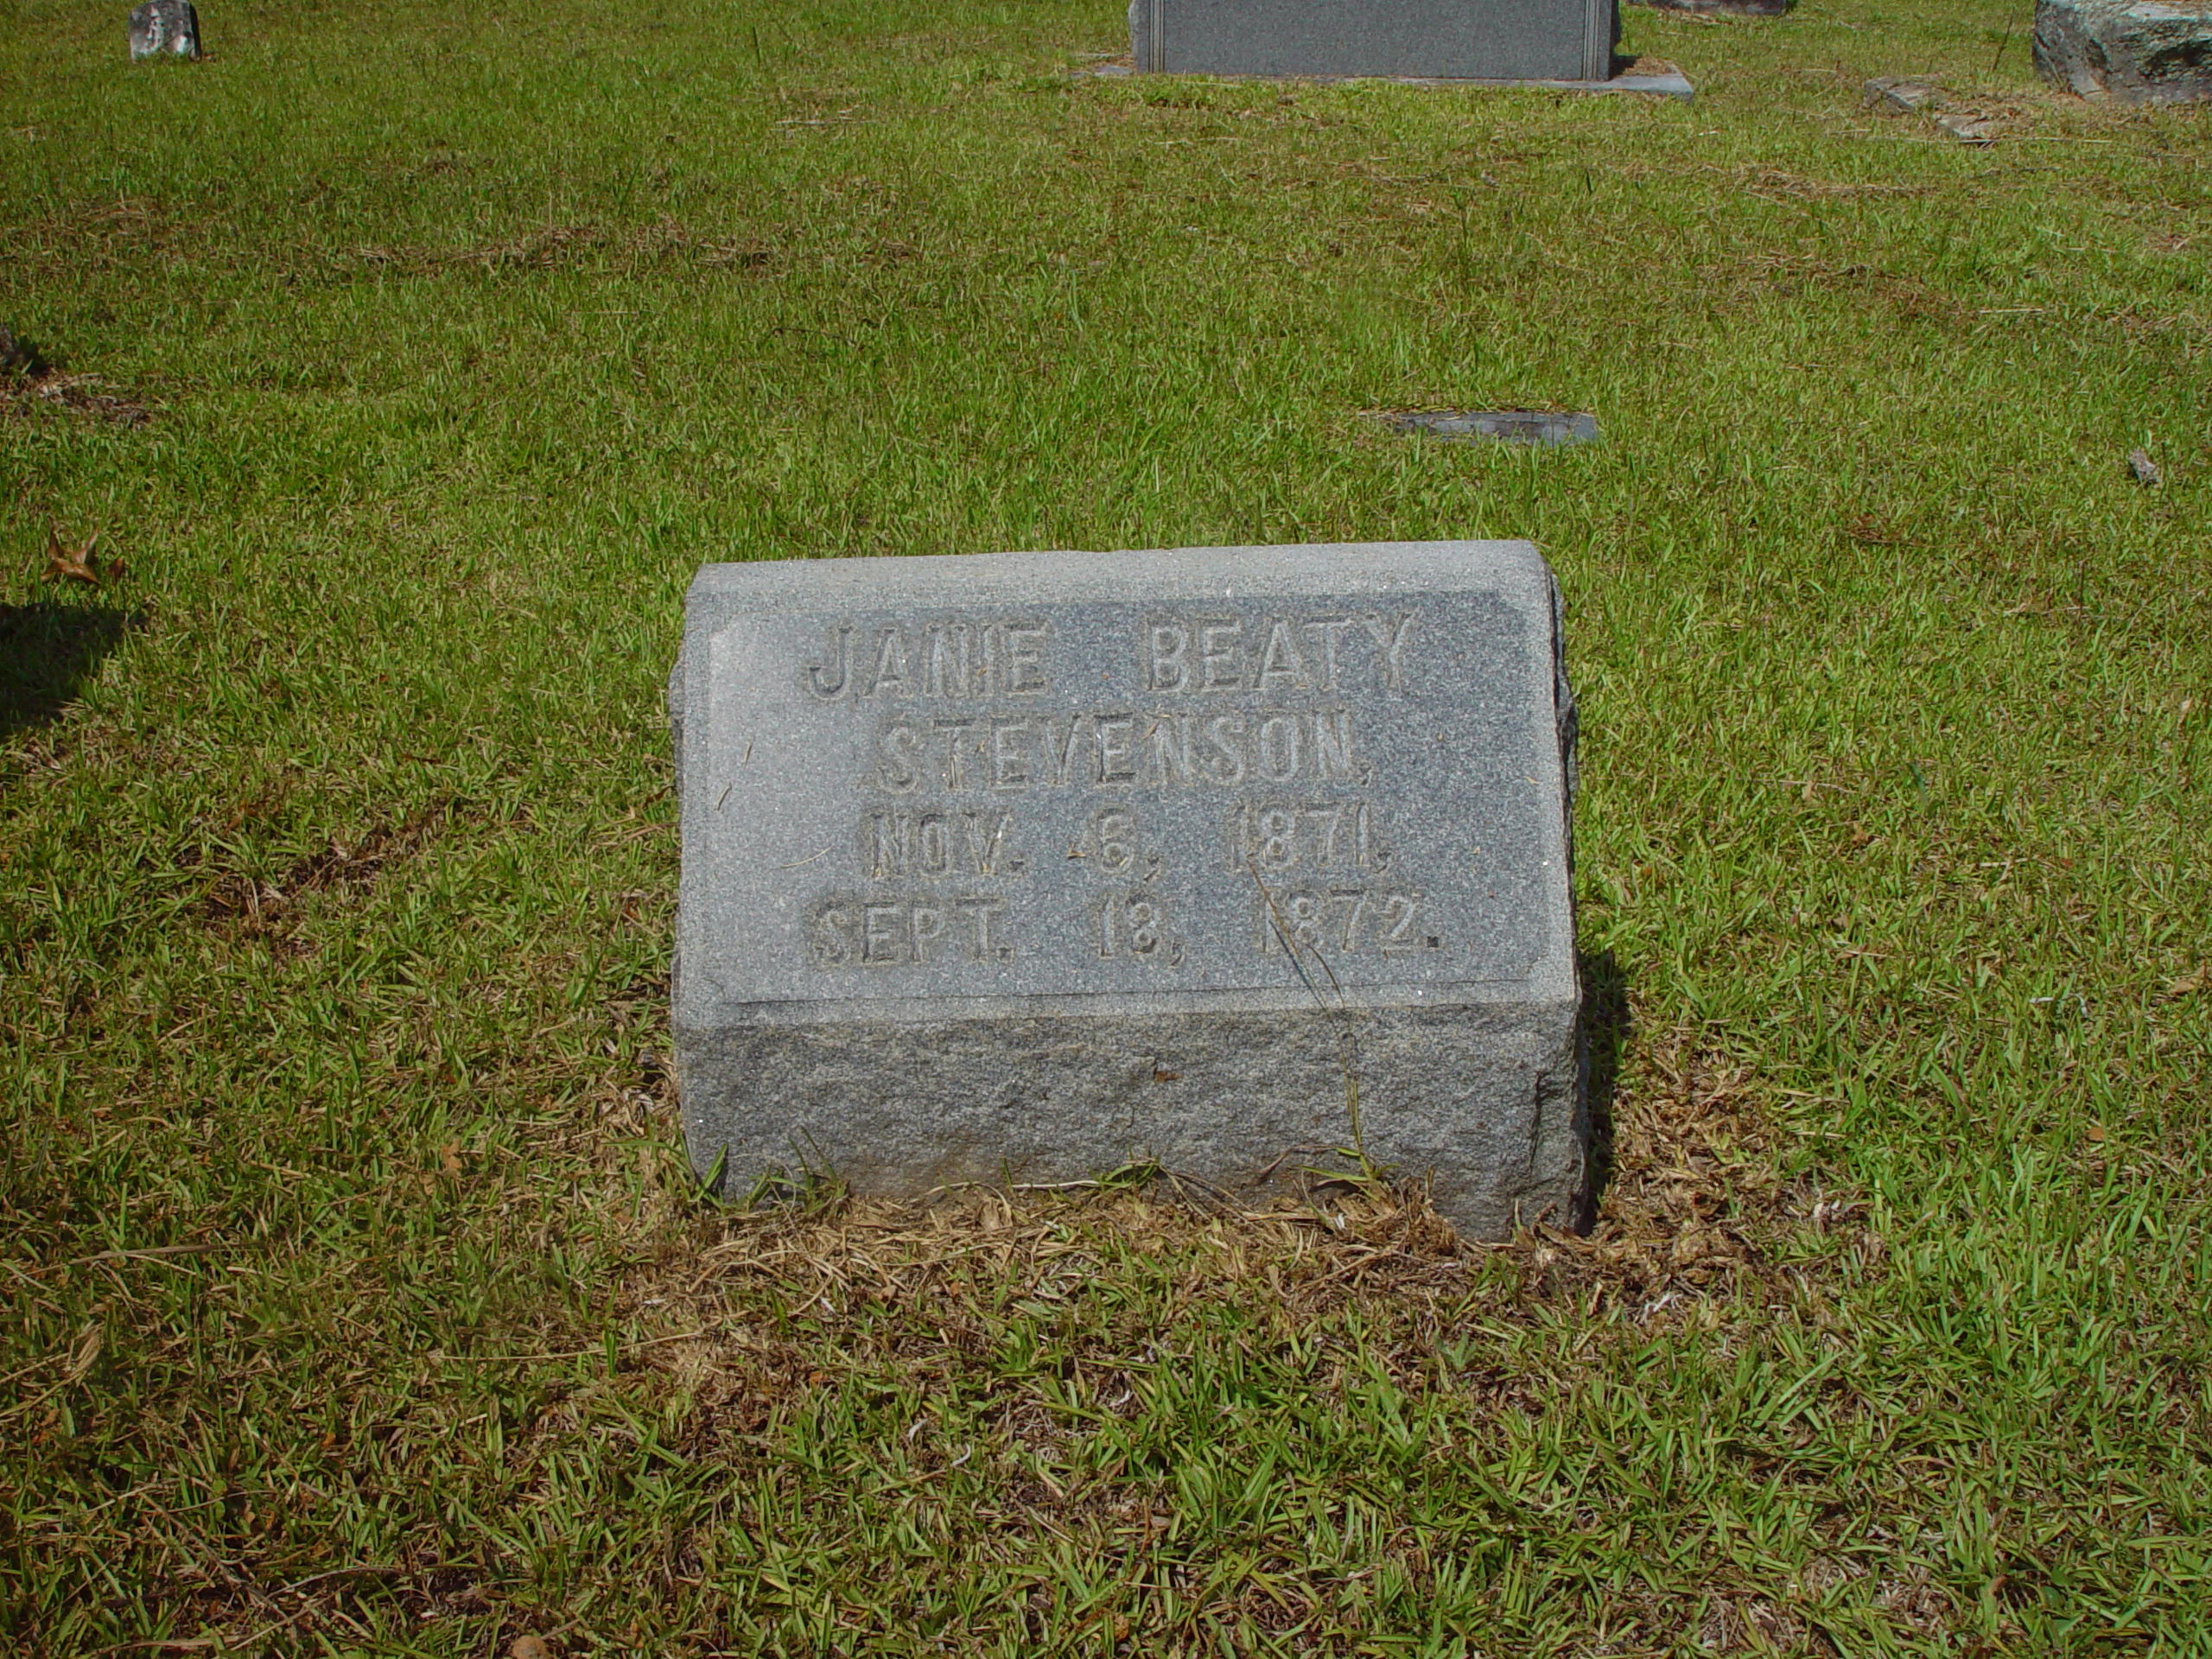 JANIE BEATY
STEVENSON,
NOV. 6, 1871,
SEPT. 18, 1872.